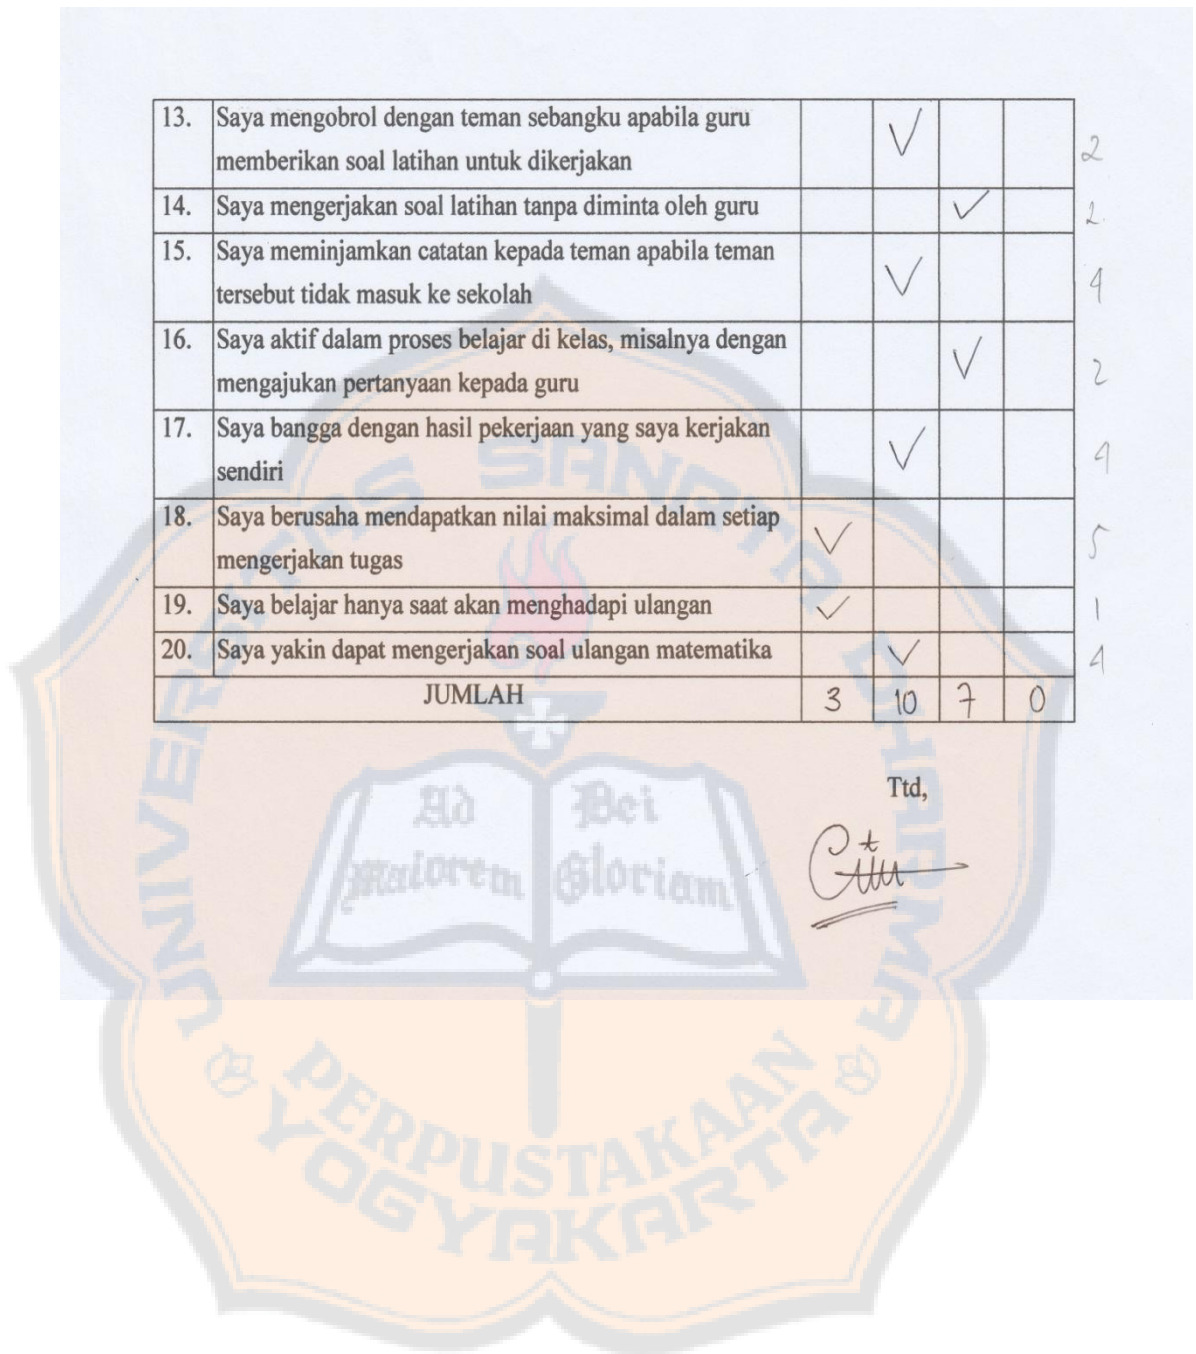 13. Saya mengobrol dengan teman sebangku apabila guru
memberikan soal latihan untuk dikerjakan √ 2
14. Saya mengerjakan soal latihan tanpa diminta oleh guru √ 2.
15. Saya meminjamkan catatan kepada teman apabila teman
tersebut tidak masuk ke sekolah √ 4
16. Saya aktif dalam proses belajar di kelas, misalnya dengan
mengajukan pertanyaan kepada guru √ 2
17. Saya bangga dengan hasil pekerjaan yang saya kerjakan
sendiri √ 4
18. Saya berusaha mendapatkan nilai maksimal dalam setiap
mengerjakan tugas √ 5
19. Saya belajar hanya saat akan menghadapi ulangan √ 1
20. Saya yakin dapat mengerjakan soal ulangan matematika √ 4
JUMLAH 3 10 7 0
Ttd,
UNIVERSITAS SANATA DHARMA
Ad Dei
Maiorem Gloriam
PERPUSTAKAAN
YOGYAKARTA